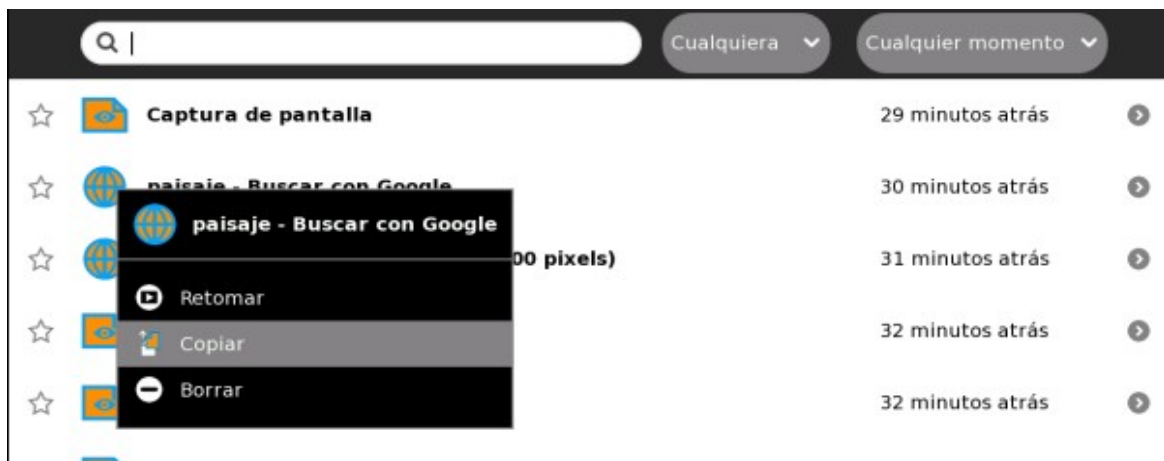 Cualquiera Cualquier momento
Captura de pantalla 29 minutos atrás
paisaje - Buscar con Google 30 minutos atrás
paisaje - Buscar con Google
00 pixels) 31 minutos atrás
Retomar
Copiar 32 minutos atrás
Borrar
32 minutos atrás